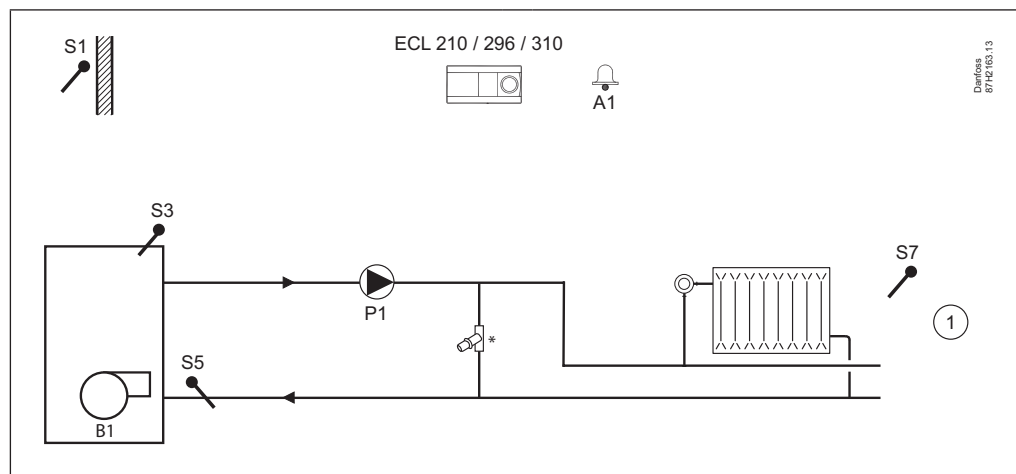 S1
ECL 210 / 296 / 310
A1
Danfoss
87H2163.13
S3
S7
P1
*
1
S5
B1